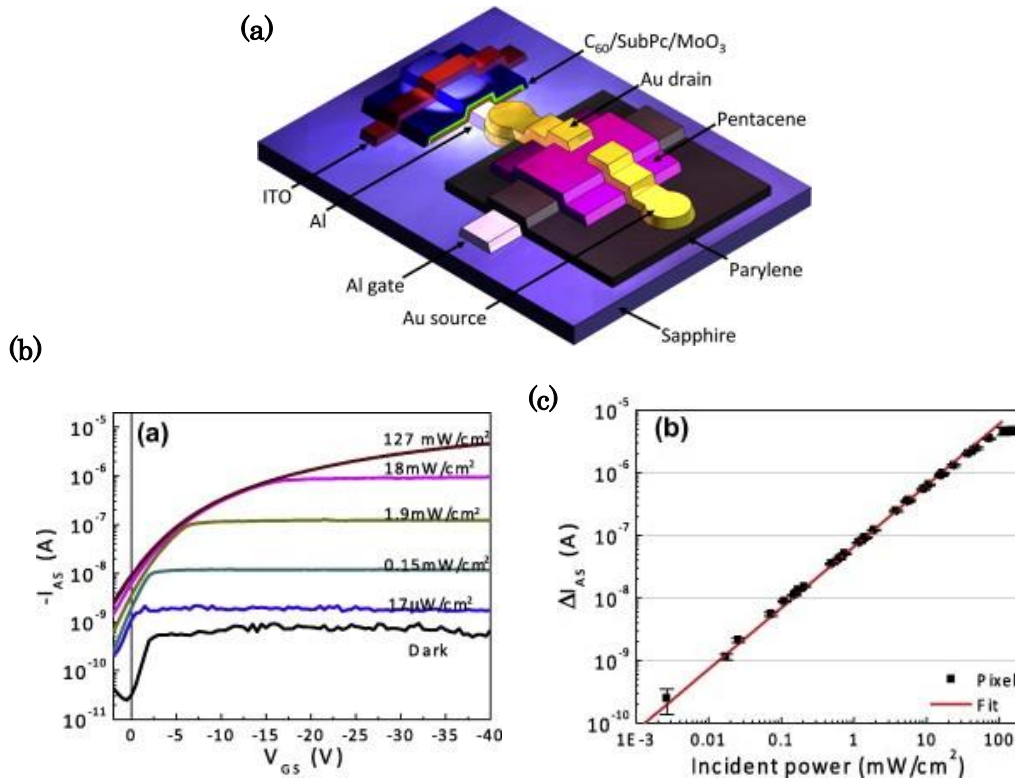 (a)
C60/SubPc/MoO3
Au drain
Pentacene
ITO
Al
Al gate
Au source
Parylene
Sapphire
(b)
(a)
127 mW/cm²
18mW/cm²
1.9mW/cm²
0.15mW/cm²
17µW/cm²
Dark
-I_AS (A)
10⁻⁵
10⁻⁶
10⁻⁷
10⁻⁸
10⁻⁹
10⁻¹⁰
10⁻¹¹
0 -5 -10 -15 -20 -25 -30 -35 -40
V_GS (V)
(c)
(b)
ΔI_AS (A)
10⁻⁵
10⁻⁶
10⁻⁷
10⁻⁸
10⁻⁹
10⁻¹⁰
Pixel
Fit
1E-3 0.01 0.1 1 10 100
Incident power (mW/cm²)